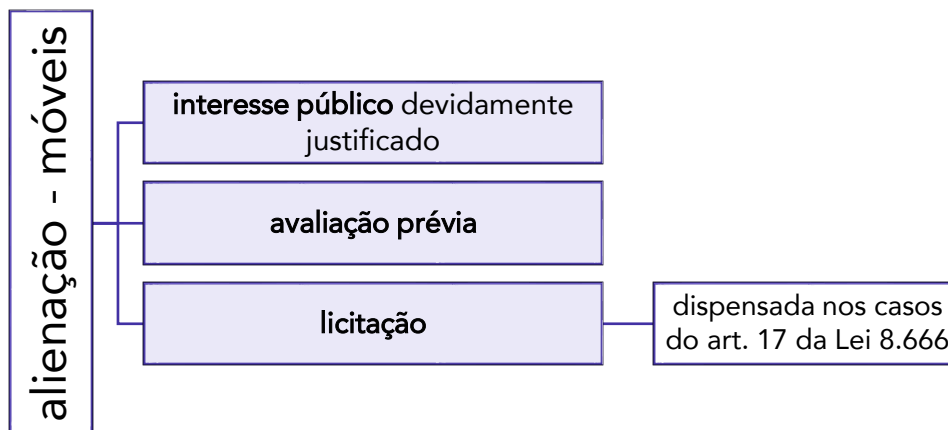 alienação - móveis
interesse público devidamente
justificado
avaliação prévia
licitação
dispensada nos casos
do art. 17 da Lei 8.666